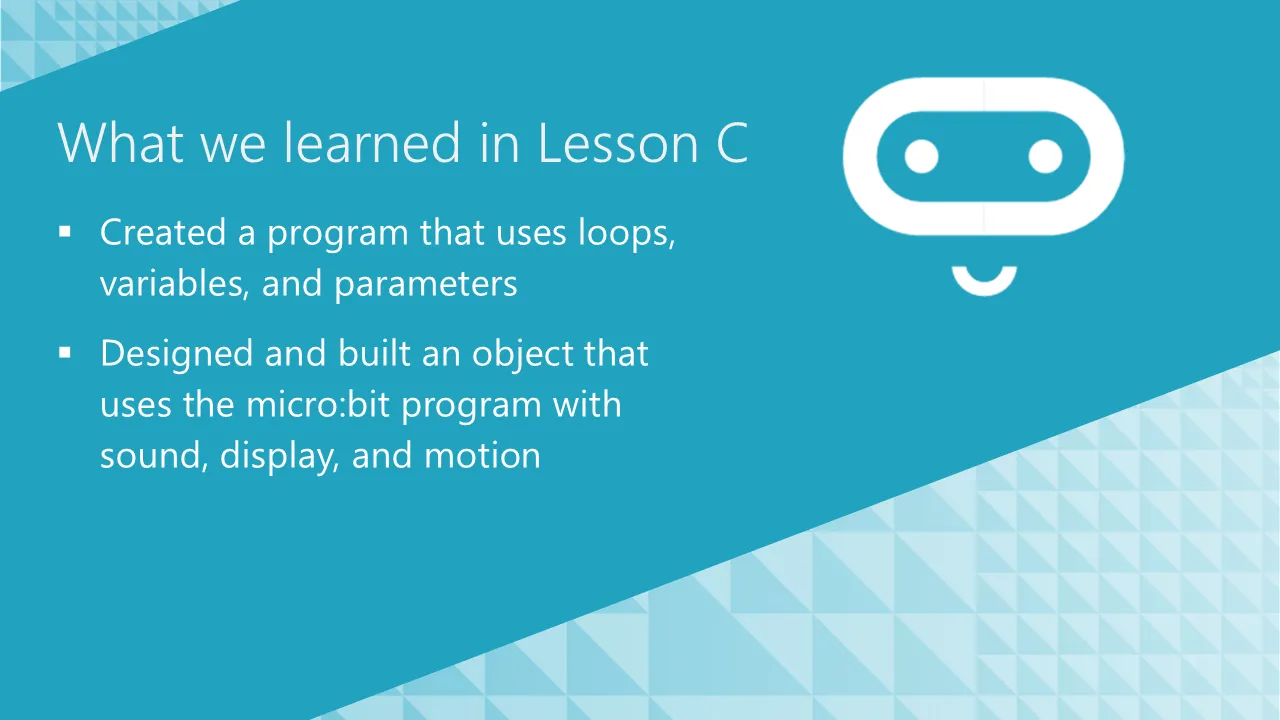 What we learned in Lesson C
▪ Created a program that uses loops,
variables, and parameters
▪ Designed and built an object that
uses the micro:bit program with
sound, display, and motion